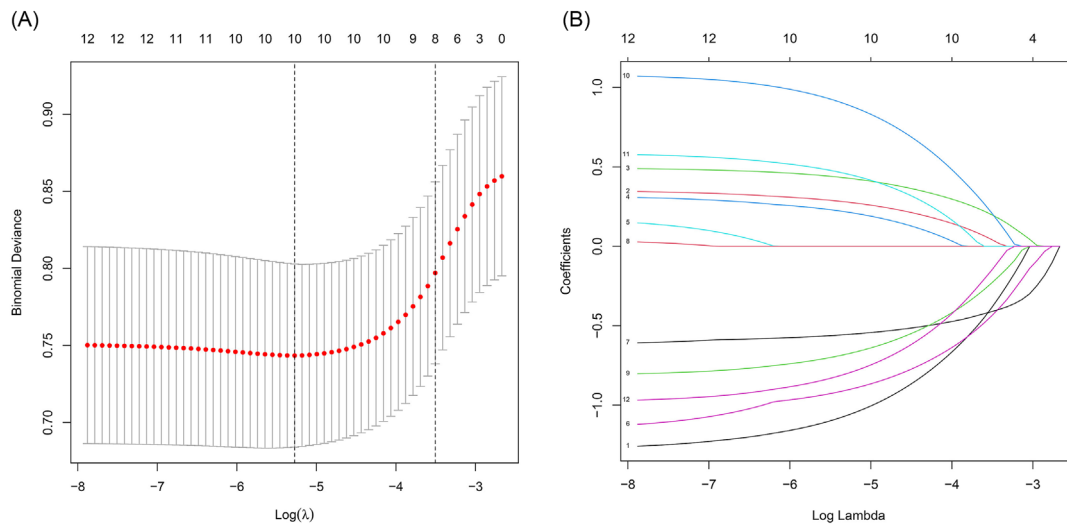 (A)
12 12 12 11 11 10 10 10 10 10 9 8 6 3 0
Binomial Deviance
0.90
0.85
0.80
0.75
0.70
−8 −7 −6 −5 −4 −3
Log(λ)
(B)
12 12 10 10 10 4
Coefficients
1.0
0.5
0.0
−0.5
−1.0
10
11
3
2
4
5
8
7
9
12
6
1
−8 −7 −6 −5 −4 −3
Log Lambda